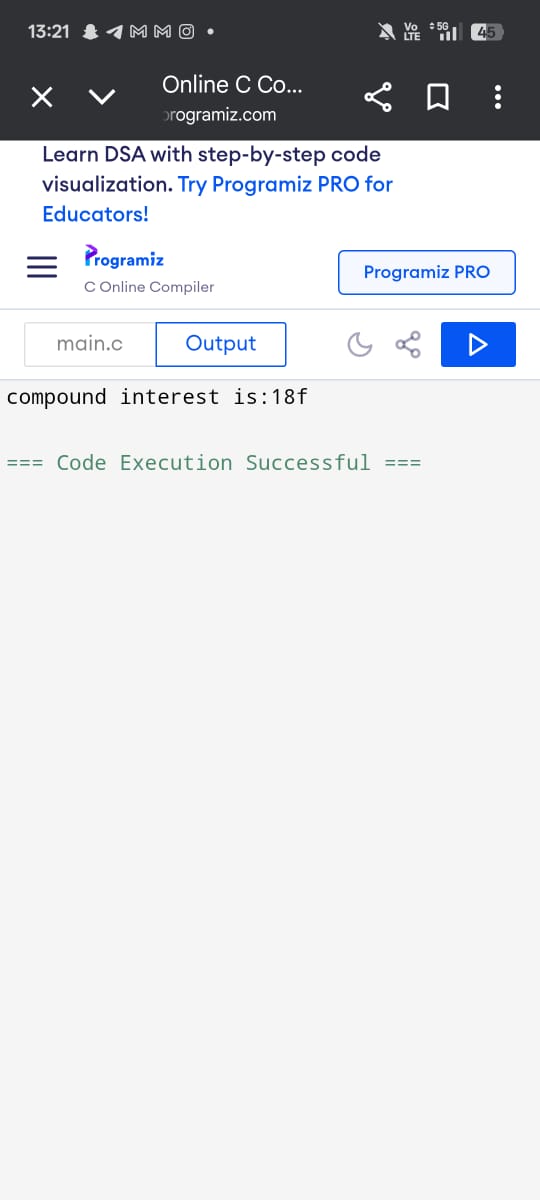 13:21
Vo
LTE
5G
45
Online C Co...
programiz.com
Learn DSA with step-by-step code
visualization. Try Programiz PRO for
Educators!
Programiz
C Online Compiler
Programiz PRO
main.c
Output
compound interest is:18f
=== Code Execution Successful ===